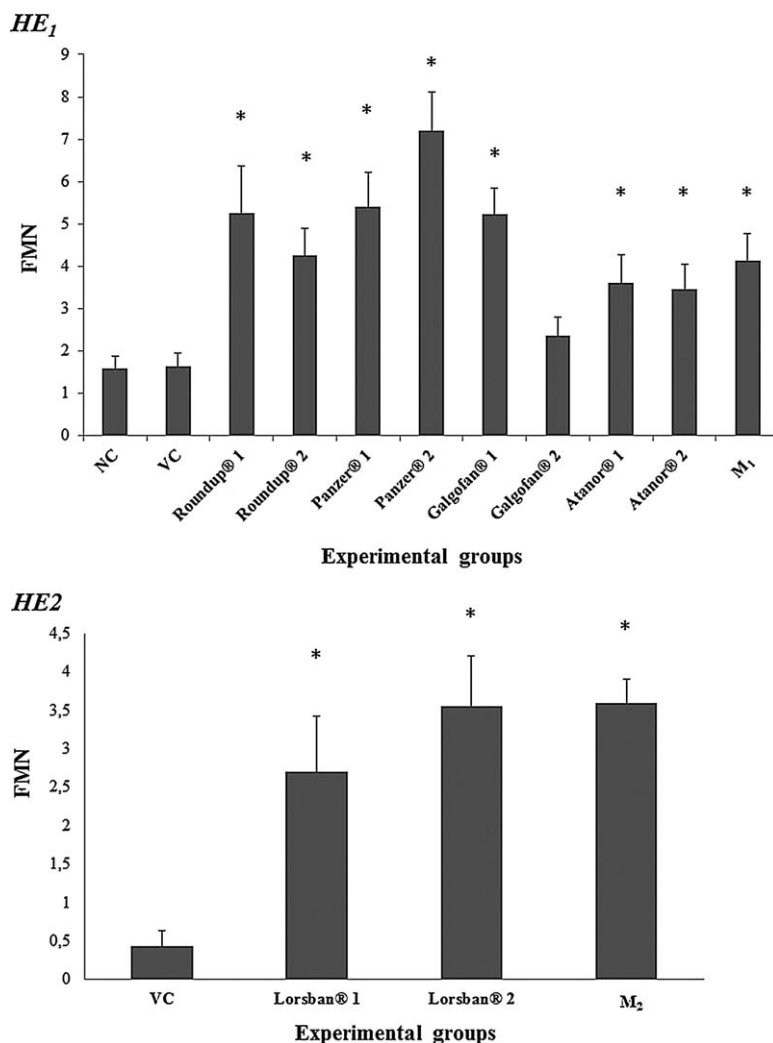 HE₁
9
8
7
6
5
4
3
2
1
0
FMN
* * * * * * * *
NC VC Roundup® 1 Roundup® 2 Panzer® 1 Panzer® 2 Galgofan® 1 Galgofan® 2 Atanor® 1 Atanor® 2 M₁
Experimental groups
HE2
4,5
4
3,5
3
2,5
2
1,5
1
0,5
0
FMN
* * *
VC Lorsban® 1 Lorsban® 2 M₂
Experimental groups